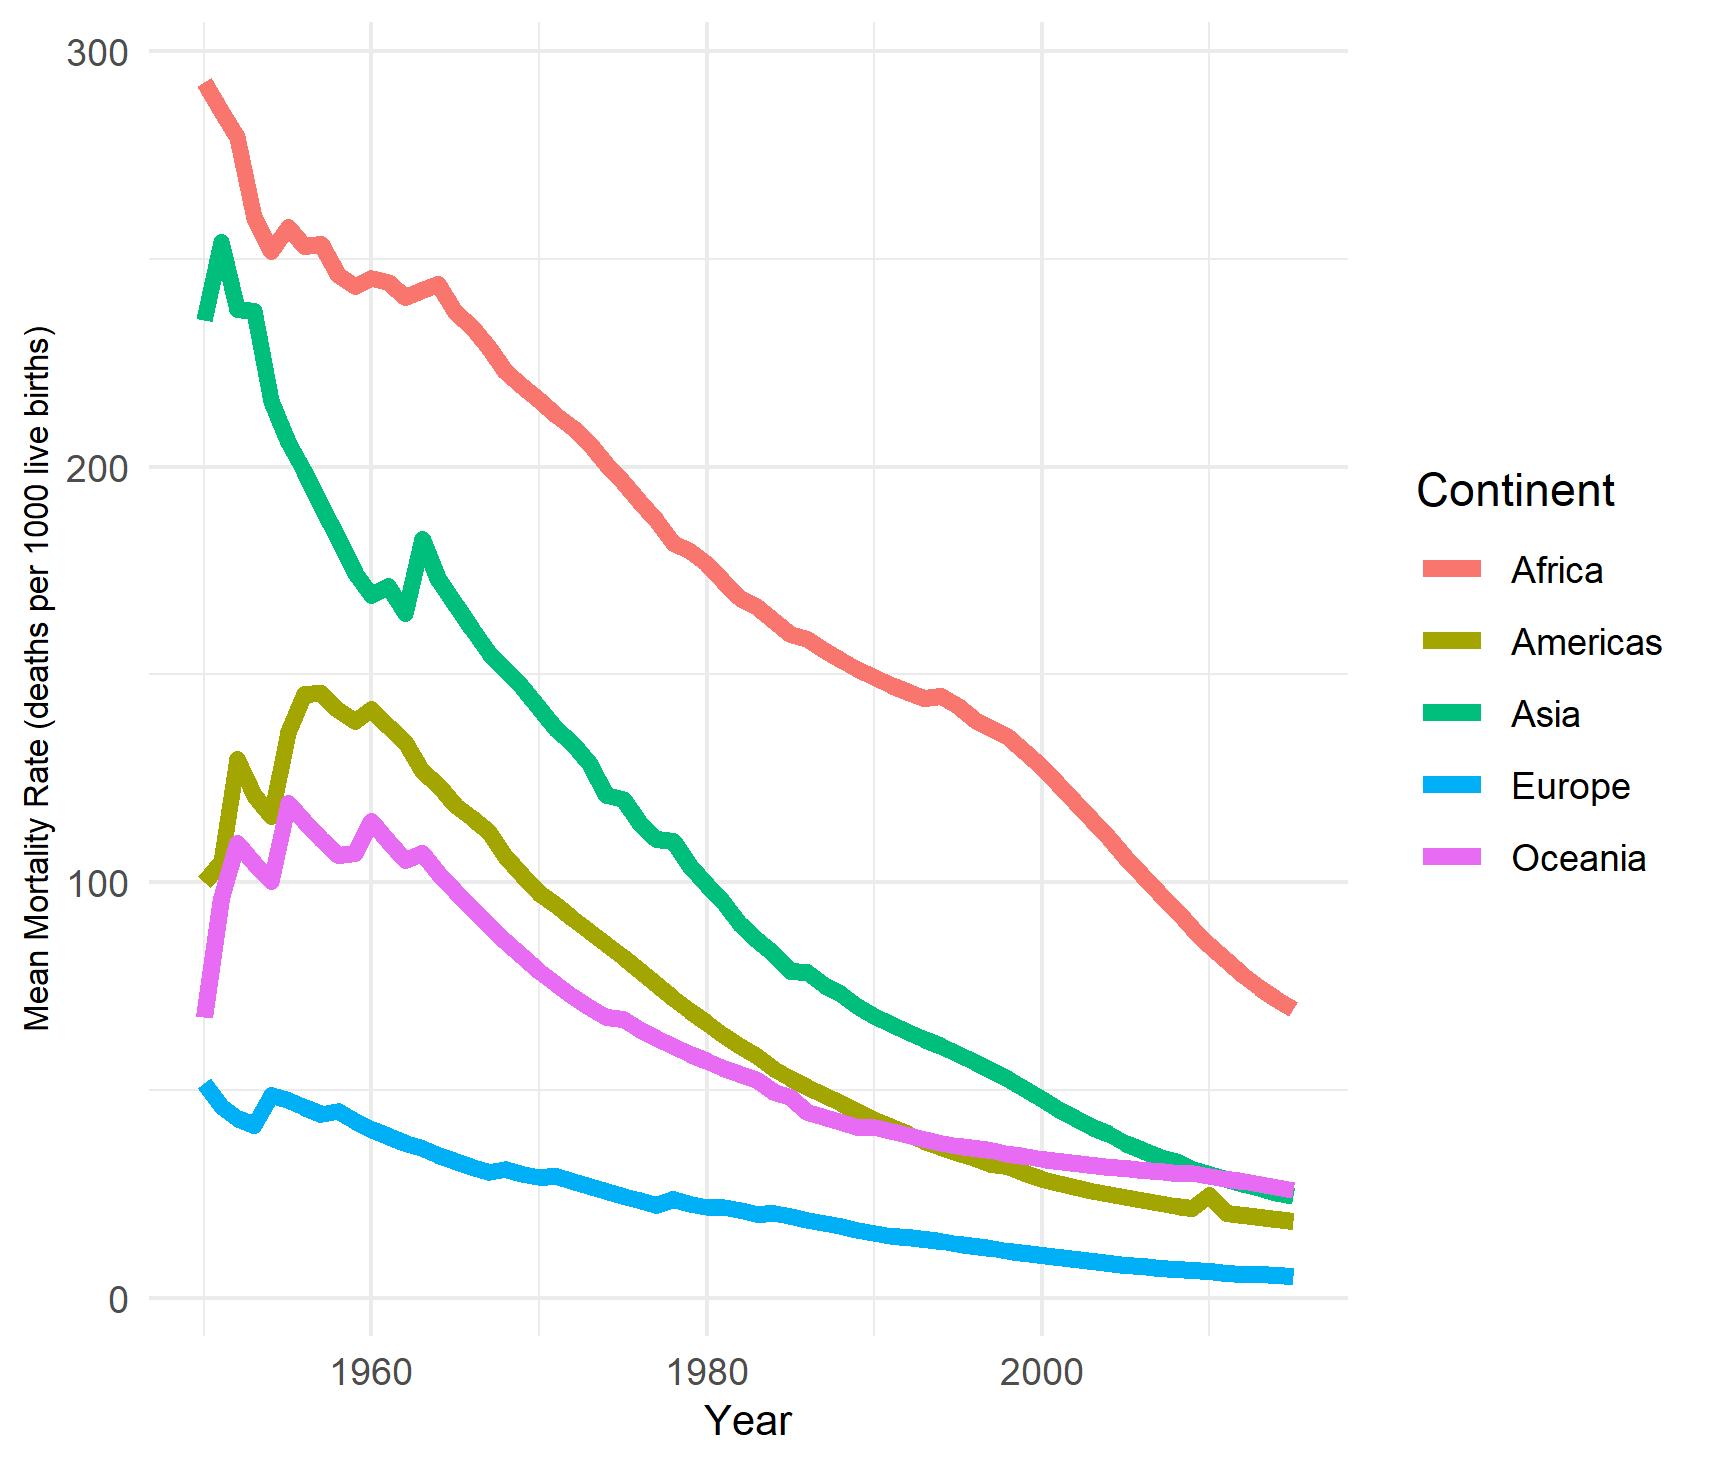 300
200
100
0
Mean Mortality Rate (deaths per 1000 live births)
1960
1980
2000
Year
Continent
Africa
Americas
Asia
Europe
Oceania